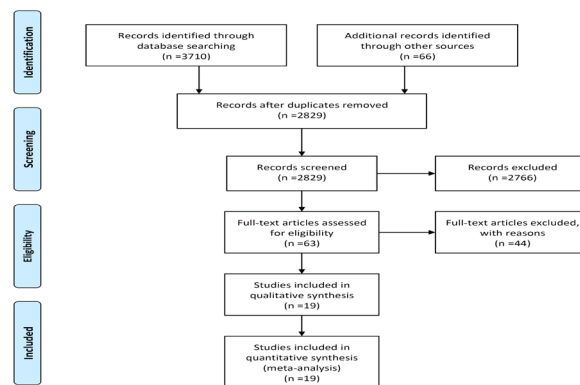 Identification
Records identified through
database searching
(n =3710)
Additional records identified
through other sources
(n =66)
Records after duplicates removed
(n =2829)
Screening
Records screened
(n =2829)
Records excluded
(n =2766)
Eligibility
Full-text articles assessed
for eligibility
(n =63)
Full-text articles excluded,
with reasons
(n =44)
Studies included in
qualitative synthesis
(n =19)
Included
Studies included in
quantitative synthesis
(meta-analysis)
(n =19)